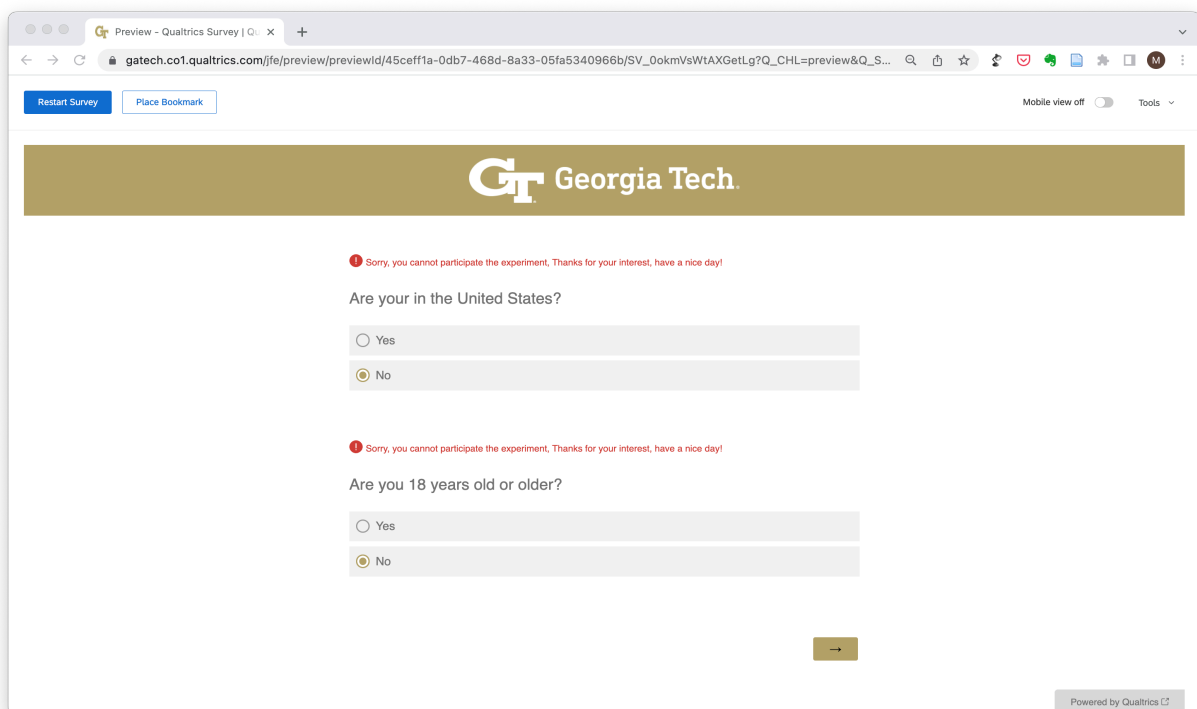 Preview - Qualtrics Survey | Qu
gatech.co1.qualtrics.com/jfe/preview/previewId/45ceff1a-0db7-468d-8a33-05fa5340966b/SV_0okmVsWtAXGetLg?Q_CHL=preview&Q_S...
M
Restart Survey
Place Bookmark
Mobile view off
Tools
GT Georgia Tech.
Sorry, you cannot participate the experiment, Thanks for your interest, have a nice day!
Are your in the United States?
Yes
No
Sorry, you cannot participate the experiment, Thanks for your interest, have a nice day!
Are you 18 years old or older?
Yes
No
→
Powered by Qualtrics